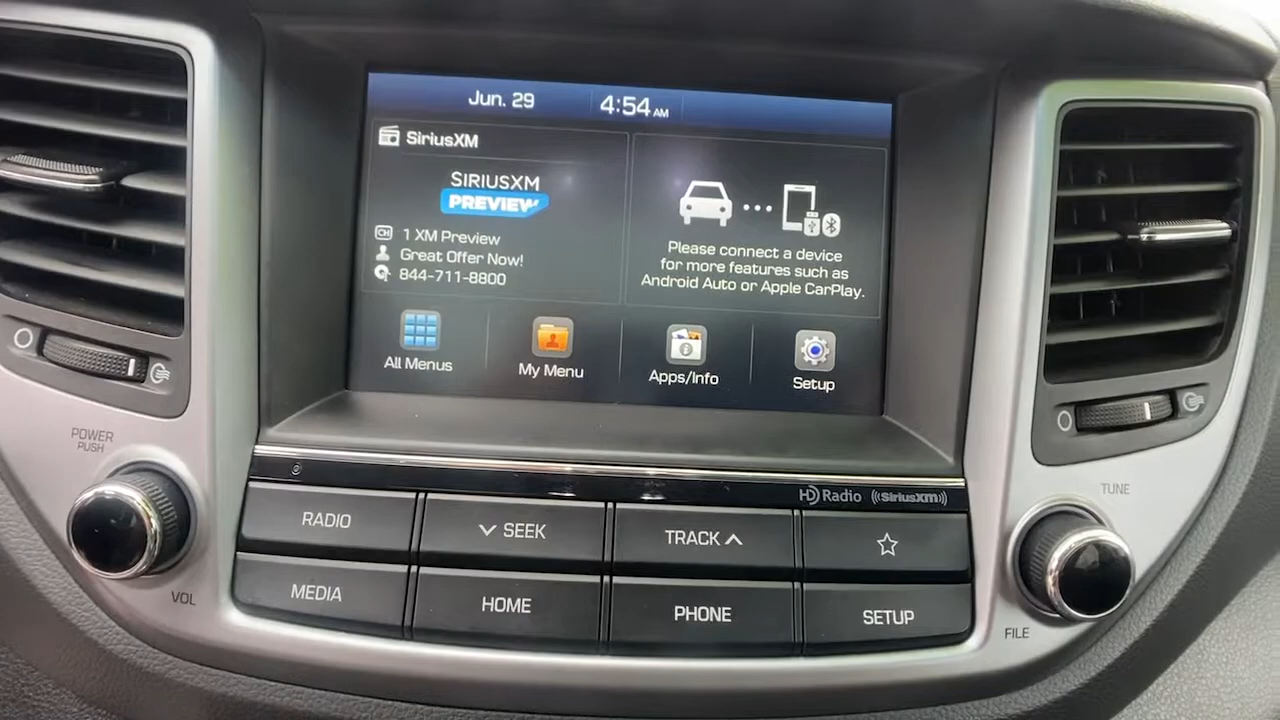 Jun. 29 4:54 AM
SiriusXM
SIRIUSXM
PREVIEW
CH 1 XM Preview
Great Offer Now!
844-711-8800
Please connect a device
for more features such as
Android Auto or Apple CarPlay.
All Menus
My Menu
Apps/Info
Setup
POWER
PUSH
VOL
HD Radio ((SiriusXM))
TUNE
FILE
RADIO
SEEK
TRACK
MEDIA
HOME
PHONE
SETUP